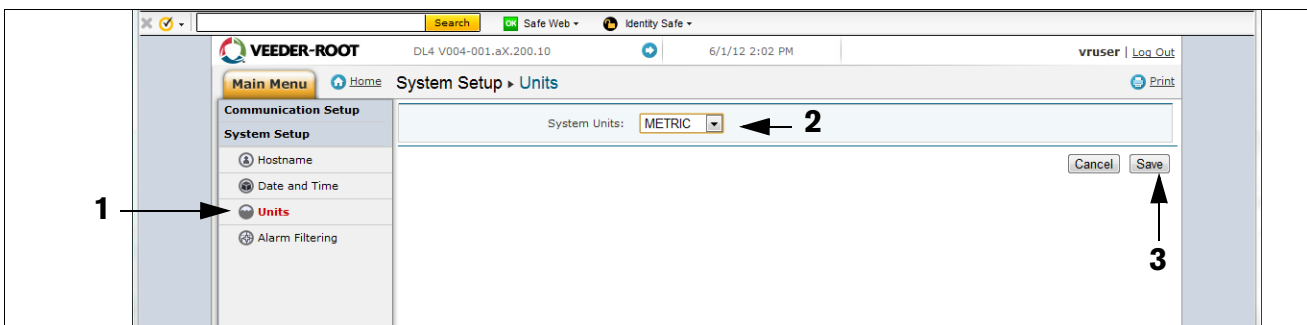 Search OK Safe Web Identity Safe
VEEDER-ROOT DL4 V004-001.aX.200.10 6/1/12 2:02 PM vruser | Log Out
Main Menu Home System Setup ▸ Units Print
Communication Setup
System Setup
System Units: METRIC 2
Hostname
Cancel Save
Date and Time
1 Units
Alarm Filtering
3